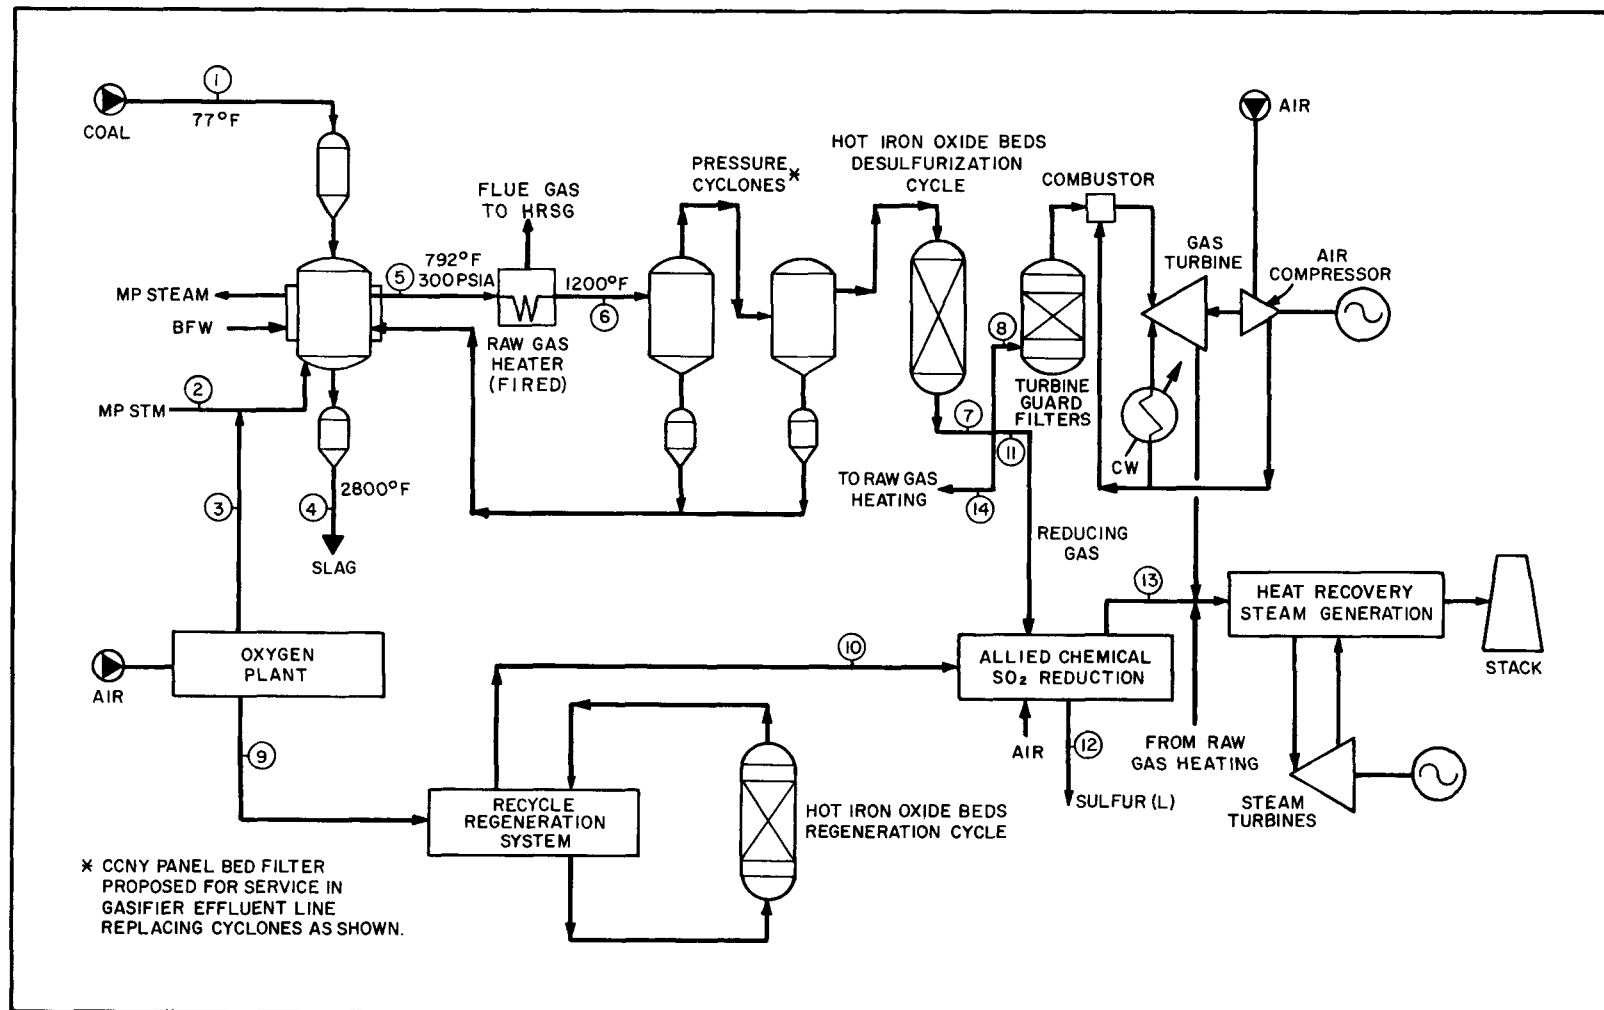 1
77°F
COAL
AIR
HOT IRON OXIDE BEDS
DESULFURIZATION
CYCLE
PRESSURE
CYCLONES*
COMBUSTOR
FLUE GAS
TO HRSG
GAS
TURBINE
AIR
COMPRESSOR
792°F
300 PSIA
5
1200°F
6
MP STEAM
BFW
RAW GAS
HEATER
(FIRED)
8
TURBINE
GUARD
FILTERS
2
MP STM
7
11
CW
TO RAW GAS
HEATING
14
3
4
2800°F
SLAG
REDUCING
GAS
13
HEAT RECOVERY
STEAM GENERATION
STACK
OXYGEN
PLANT
AIR
10
ALLIED CHEMICAL
SO₂ REDUCTION
AIR
12
SULFUR (L)
FROM RAW
GAS HEATING
9
RECYCLE
REGENERATION
SYSTEM
HOT IRON OXIDE BEDS
REGENERATION CYCLE
STEAM
TURBINES
* CCNY PANEL BED FILTER
PROPOSED FOR SERVICE IN
GASIFIER EFFLUENT LINE
REPLACING CYCLONES AS SHOWN.